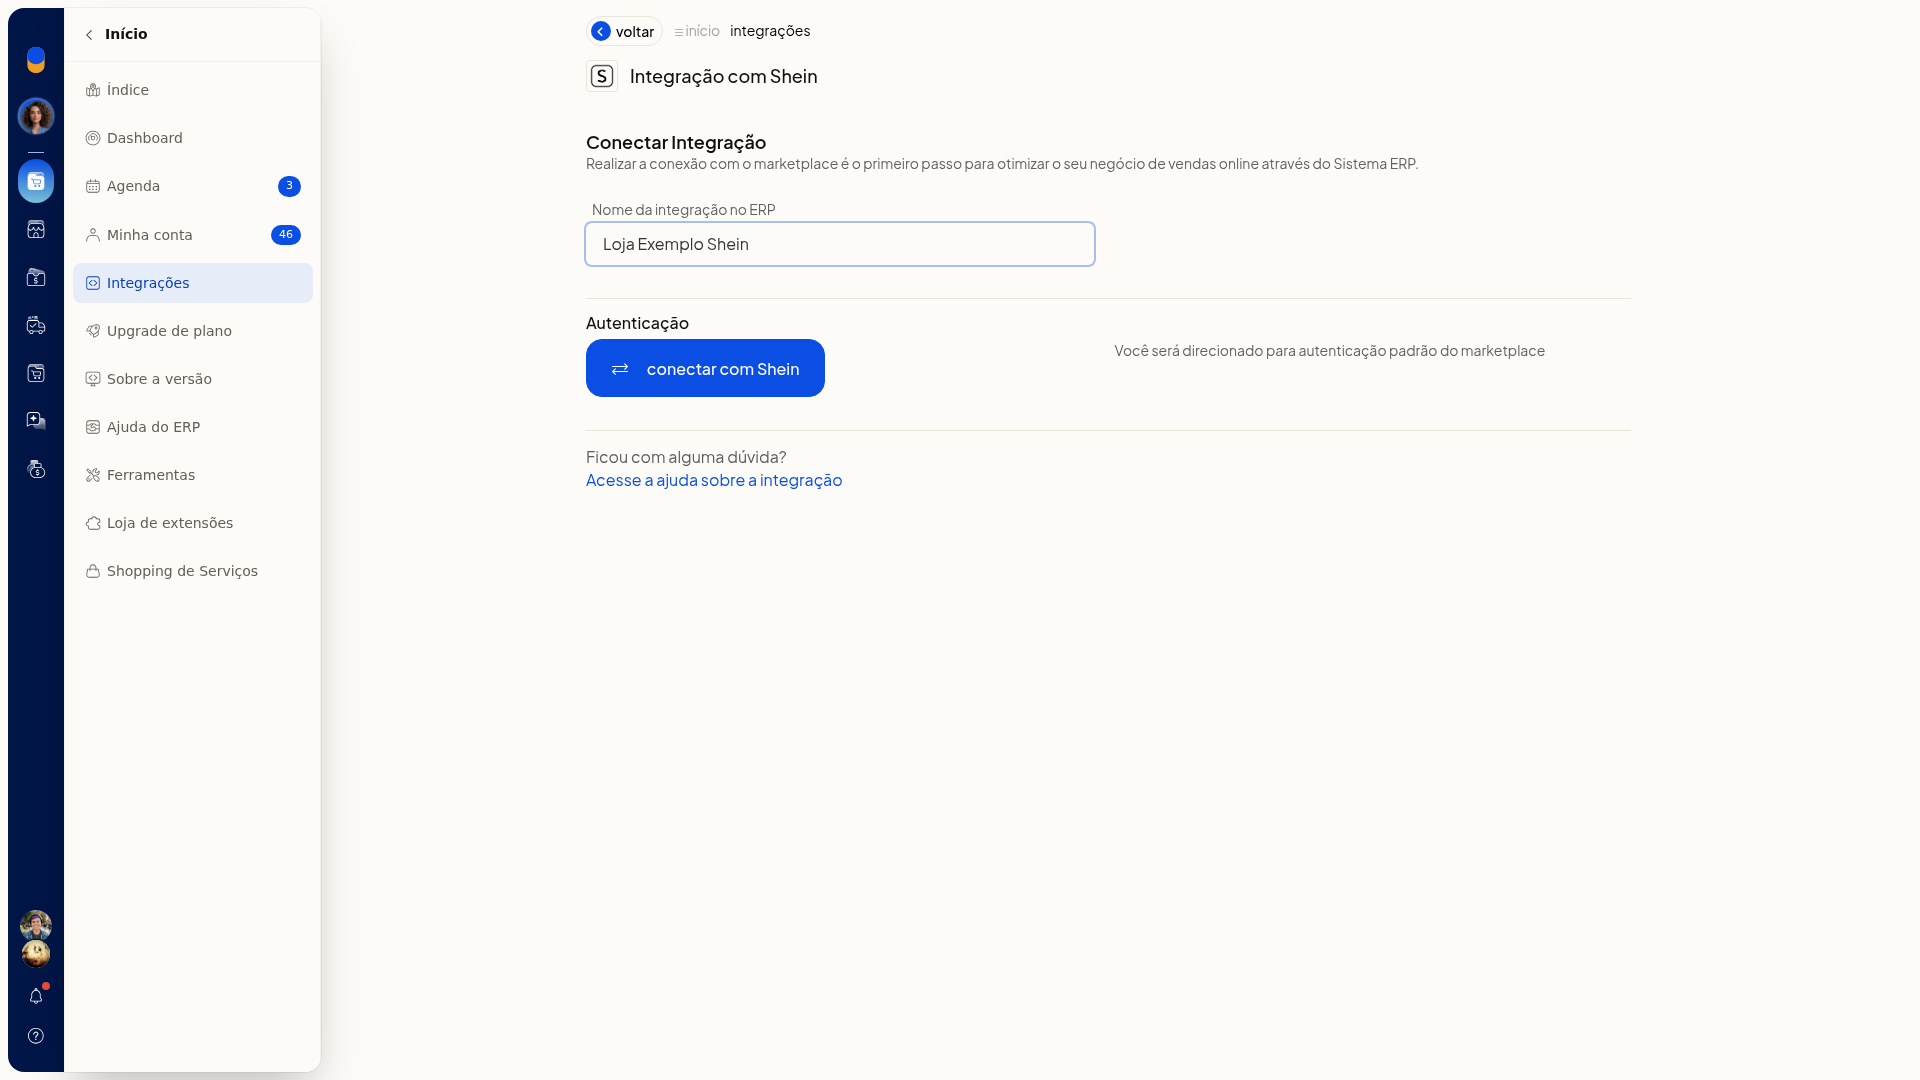 Início
Índice
Dashboard
Agenda
3
Minha conta
46
Integrações
Upgrade de plano
Sobre a versão
Ajuda do ERP
Ferramentas
Loja de extensões
Shopping de Serviços
voltar
início
integrações
S
Integração com Shein
Conectar Integração
Realizar a conexão com o marketplace é o primeiro passo para otimizar o seu negócio de vendas online através do Sistema ERP.
Nome da integração no ERP
Loja Exemplo Shein
Autenticação
conectar com Shein
Você será direcionado para autenticação padrão do marketplace
Ficou com alguma dúvida?
Acesse a ajuda sobre a integração